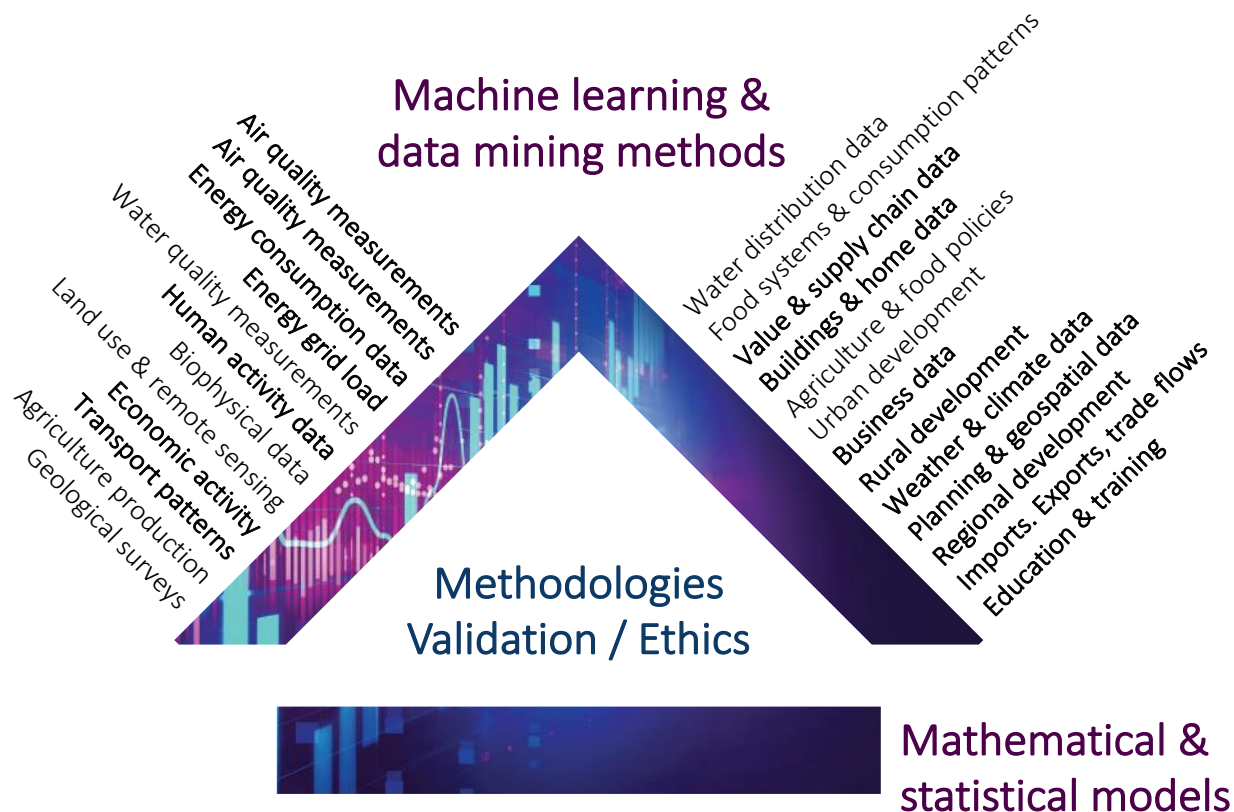 Machine learning &
data mining methods
Air quality measurements
Air quality measurements
Energy consumption data
Energy grid load
Water quality measurements
Human activity data
Biophysical data
Land use & remote sensing
Economic activity
Transport patterns
Agriculture production
Geological surveys
Water distribution data
Food systems & consumption patterns
Value & supply chain data
Buildings & home data
Agriculture & food policies
Urban development
Business data
Rural development
Weather & climate data
Planning & geospatial data
Regional development
Imports. Exports, trade flows
Education & training
Methodologies
Validation / Ethics
Mathematical &
statistical models